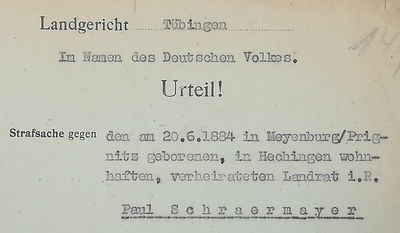 Landgericht Tübingen
Im Namen des Deutschen Volkes.
Urteil!
Strafsache gegen den am 20.6.1884 in Meyenburg/Prig-
nitz geborenen, in Hechingen wohn-
haften, verheirateten Landrat i.R.
Paul Schraermayer